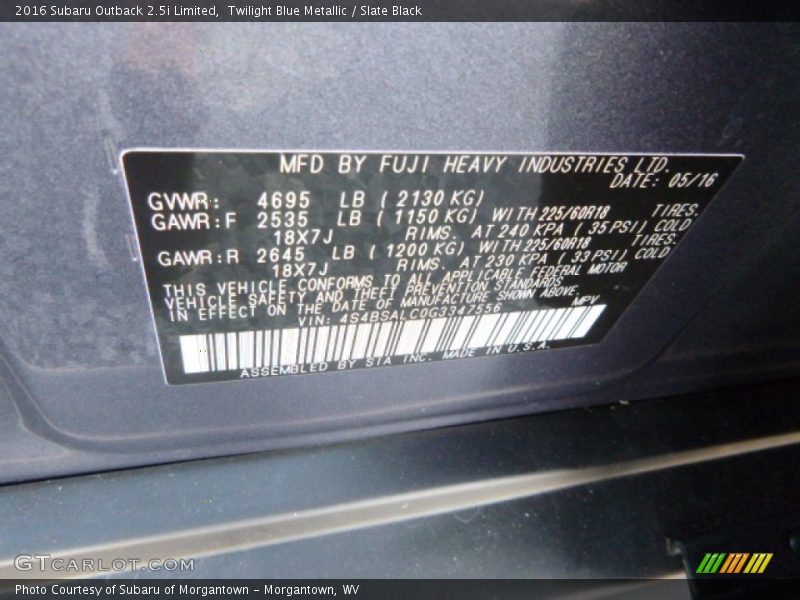 2016 Subaru Outback 2.5i Limited,  Twilight Blue Metallic / Slate Black
MFD BY FUJI HEAVY INDUSTRIES LTD.
DATE: 05/16
GVWR: 4695 LB ( 2130 KG)
GAWR:F 2535 LB ( 1150 KG) WITH 225/60R18 TIRES.
18X7J RIMS. AT 240 KPA ( 35 PSI) COLD
GAWR:R 2645 LB ( 1200 KG) WITH 225/60R18 TIRES.
18X7J RIMS. AT 230 KPA ( 33 PSI) COLD
THIS VEHICLE CONFORMS TO ALL APPLICABLE FEDERAL MOTOR
VEHICLE SAFETY AND THEFT PREVENTION STANDARDS
IN EFFECT ON THE DATE OF MANUFACTURE SHOWN ABOVE.
VIN: 4S4BSALC0G3347556 MPV
ASSEMBLED BY SIA INC. MADE IN U.S.A.
GTCARLOT.COM
Photo Courtesy of Subaru of Morgantown – Morgantown, WV